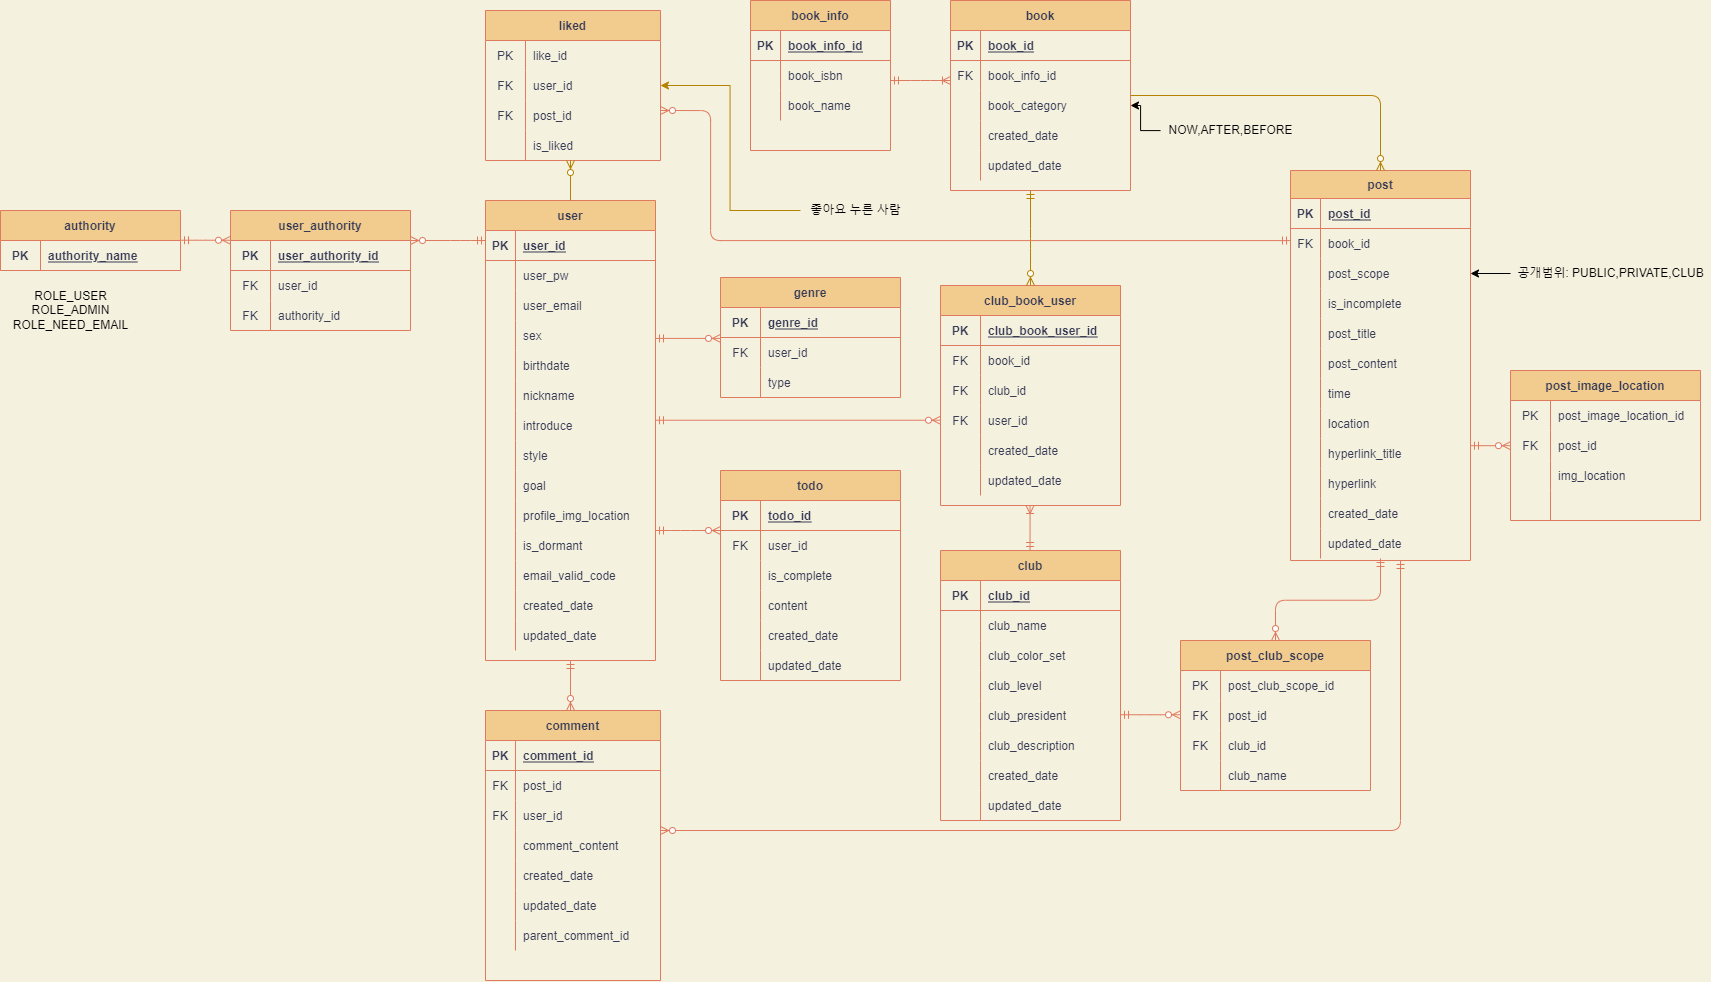 liked
PK like_id
FK user_id
FK post_id
is_liked
book_info
PK book_info_id
book_isbn
book_name
book
PK book_id
FK book_info_id
book_category
created_date
updated_date
NOW,AFTER,BEFORE
좋아요 누른 사람
authority
PK authority_name
ROLE_USER
ROLE_ADMIN
ROLE_NEED_EMAIL
user_authority
PK user_authority_id
FK user_id
FK authority_id
user
PK user_id
user_pw
user_email
sex
birthdate
nickname
introduce
style
goal
profile_img_location
is_dormant
email_valid_code
created_date
updated_date
genre
PK genre_id
FK user_id
type
todo
PK todo_id
FK user_id
is_complete
content
created_date
updated_date
club_book_user
PK club_book_user_id
FK book_id
FK club_id
FK user_id
created_date
updated_date
club
PK club_id
club_name
club_color_set
club_level
club_president
club_description
created_date
updated_date
post
PK post_id
FK book_id
post_scope
is_incomplete
post_title
post_content
time
location
hyperlink_title
hyperlink
created_date
updated_date
공개범위: PUBLIC,PRIVATE,CLUB
post_image_location
PK post_image_location_id
FK post_id
img_location
post_club_scope
PK post_club_scope_id
FK post_id
FK club_id
club_name
comment
PK comment_id
FK post_id
FK user_id
comment_content
created_date
updated_date
parent_comment_id